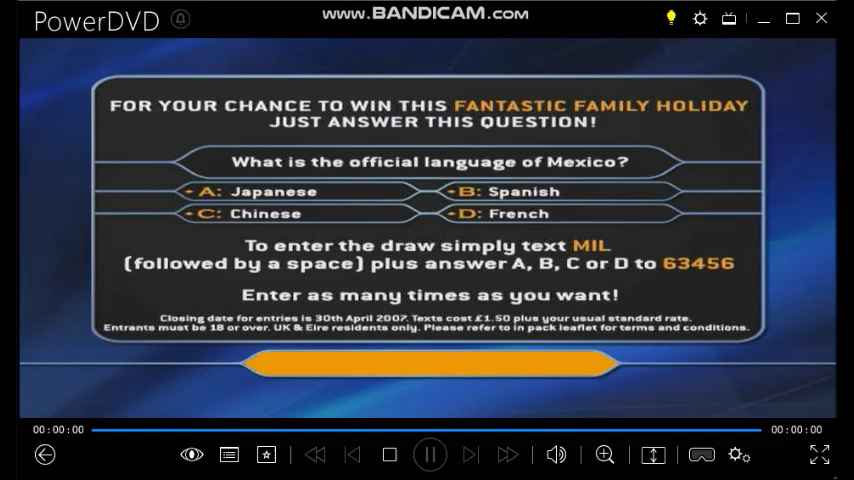 PowerDVD
www.BANDICAM.com
FOR YOUR CHANCE TO WIN THIS FANTASTIC FAMILY HOLIDAY
JUST ANSWER THIS QUESTION!
What is the official language of Mexico?
A: Japanese
B: Spanish
C: Chinese
D: French
To enter the draw simply text MIL
(followed by a space) plus answer A, B, C or D to 63456
Enter as many times as you want!
Closing date for entries is 30th April 2007. Texts cost £1.50 plus your usual standard rate.
Entrants must be 18 or over. UK & Eire residents only. Please refer to in pack leaflet for terms and conditions.
00:00:00
00:00:00